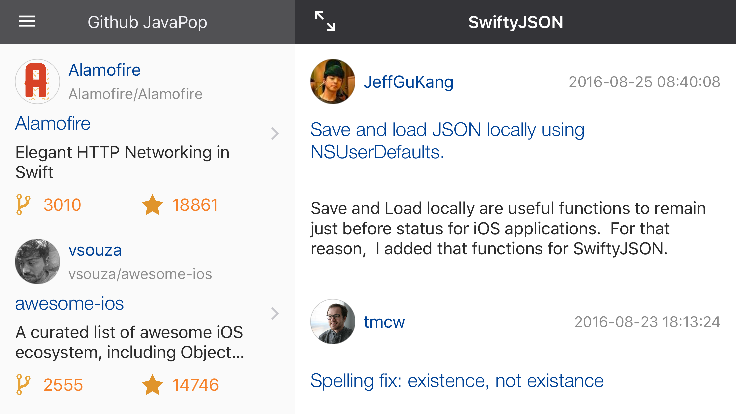 Github JavaPop
Alamofire
Alamofire/Alamofire
Alamofire
Elegant HTTP Networking in
Swift
3010 18861
vsouza
vsouza/awesome-ios
awesome-ios
A curated list of awesome iOS
ecosystem, including Object...
2555 14746
SwiftyJSON
JeffGuKang 2016-08-25 08:40:08
Save and load JSON locally using
NSUserDefaults.
Save and Load locally are useful functions to remain
just before status for iOS applications.  For that
reason,  I added that functions for SwiftyJSON.
tmcw 2016-08-23 18:13:24
Spelling fix: existence, not existance